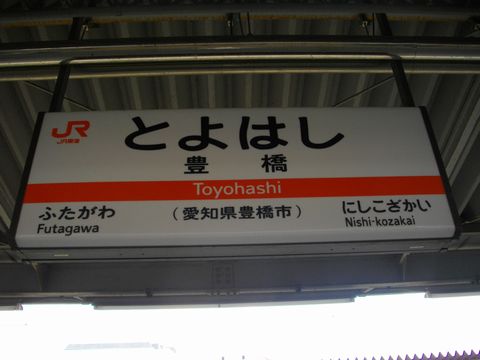 JR
JR東海
とよはし
豊橋
Toyohashi
ふたがわ
Futagawa
(愛知県豊橋市)
にしこざかい
Nishi-kozakai